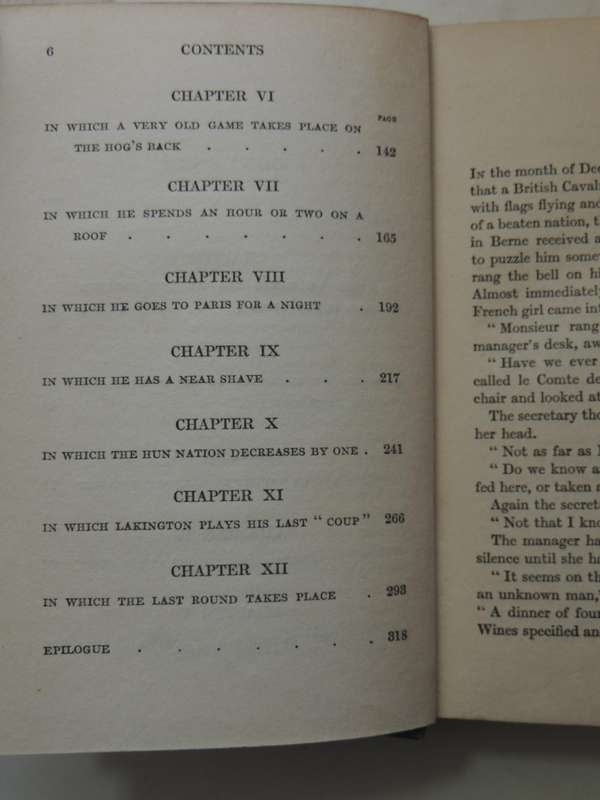 6 CONTENTS
CHAPTER VI
PAGE
IN WHICH A VERY OLD GAME TAKES PLACE ON
THE HOG'S BACK . . . . . 142
CHAPTER VII
IN WHICH HE SPENDS AN HOUR OR TWO ON A
ROOF . . . . . . . 165
CHAPTER VIII
IN WHICH HE GOES TO PARIS FOR A NIGHT . 192
CHAPTER IX
IN WHICH HE HAS A NEAR SHAVE . . . 217
CHAPTER X
IN WHICH THE HUN NATION DECREASES BY ONE . 241
CHAPTER XI
IN WHICH LAKINGTON PLAYS HIS LAST " COUP " 266
CHAPTER XII
IN WHICH THE LAST ROUND TAKES PLACE . 293
EPILOGUE . . . . . . . 318
IN the month of Dec
that a British Caval
with flags flying and
of a beaten nation, t
in Berne received a
to puzzle him some
rang the bell on hi
Almost immediately
French girl came int
" Monsieur rang
manager's desk, aw
" Have we ever
called le Comte de
chair and looked at
The secretary tho
her head.
" Not as far as I
" Do we know a
fed here, or taken a
Again the secreta
" Not that I kno
The manager ha
silence until she ha
" It seems on th
an unknown man,"
" A dinner of four
Wines specified an